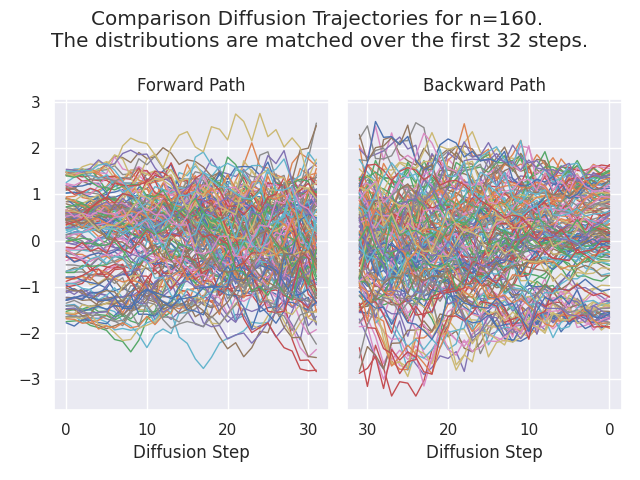 Comparison Diffusion Trajectories for n=160.
The distributions are matched over the first 32 steps.
Forward Path
Backward Path
3
2
1
0
−1
−2
−3
0 10 20 30
30 20 10 0
Diffusion Step
Diffusion Step